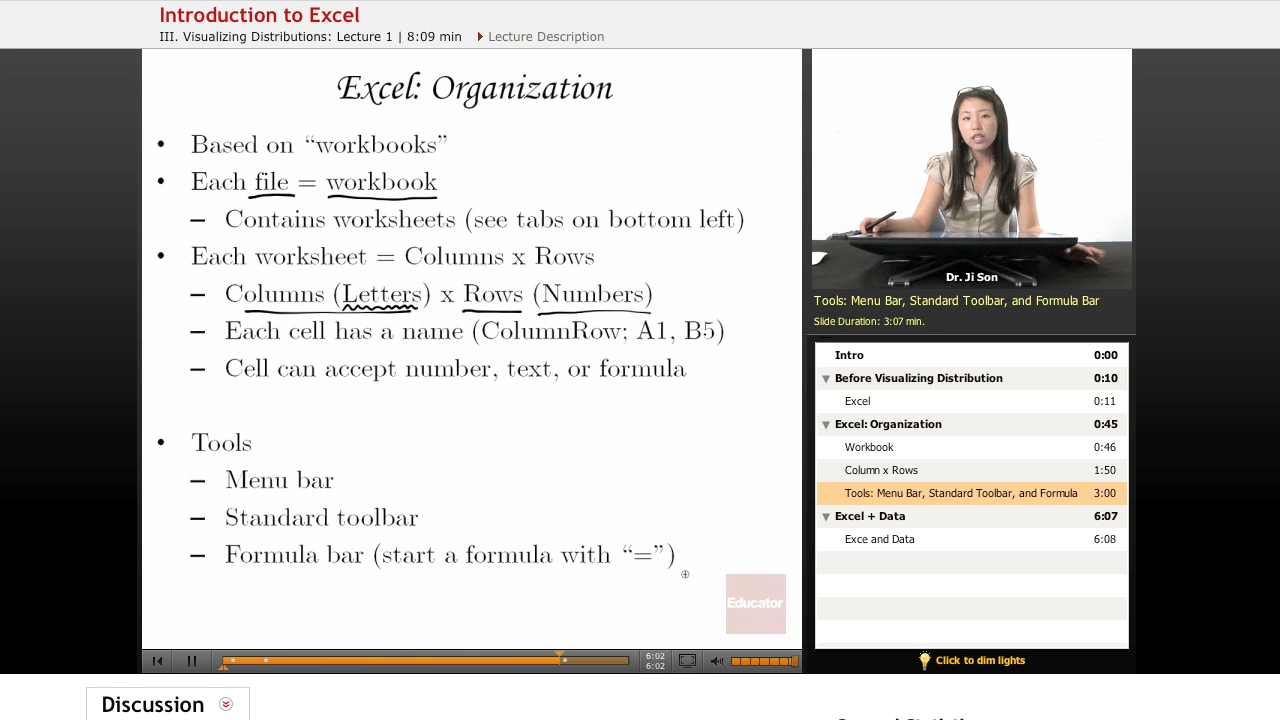 Introduction to Excel
III. Visualizing Distributions: Lecture 1 | 8:09 min Lecture Description
Excel: Organization
• Based on “workbooks”
• Each file = workbook
– Contains worksheets (see tabs on bottom left)
• Each worksheet = Columns x Rows
– Columns (Letters) x Rows (Numbers)
– Each cell has a name (ColumnRow; A1, B5)
– Cell can accept number, text, or formula
• Tools
– Menu bar
– Standard toolbar
– Formula bar (start a formula with “=”)
Educator
6:02
6:02
Dr. Ji Son
Tools: Menu Bar, Standard Toolbar, and Formula Bar
Slide Duration: 3:07 min.
Intro 0:00
Before Visualizing Distribution 0:10
Excel 0:11
Excel: Organization 0:45
Workbook 0:46
Column x Rows 1:50
Tools: Menu Bar, Standard Toolbar, and Formula 3:00
Excel + Data 6:07
Exce and Data 6:08
Click to dim lights
Discussion